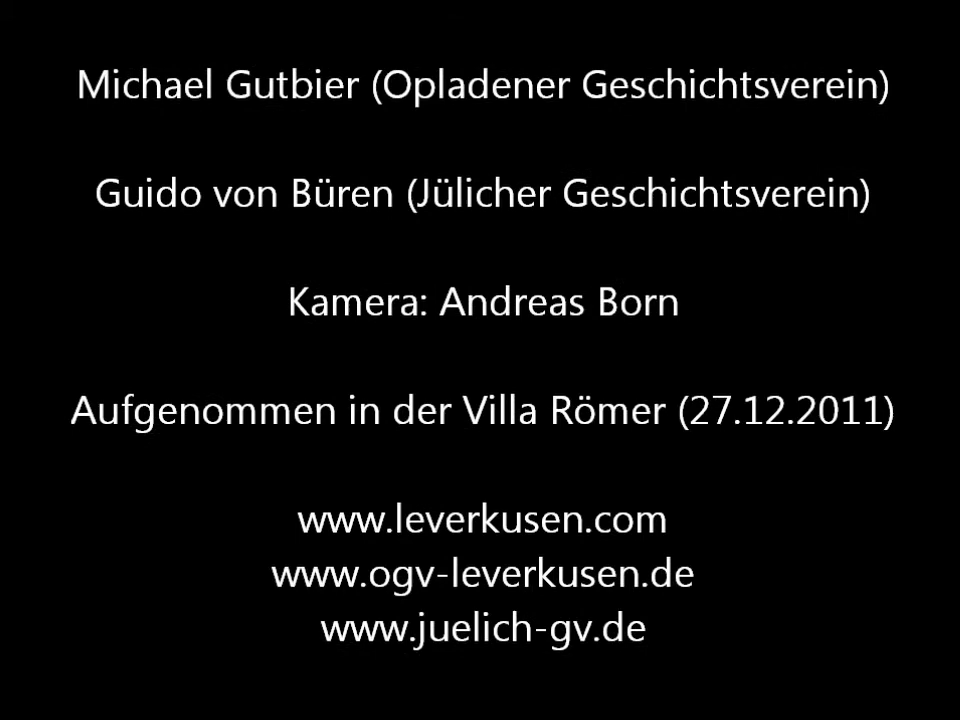 Michael Gutbier (Opladener Geschichtsverein)
Guido von Büren (Jülicher Geschichtsverein)
Kamera: Andreas Born
Aufgenommen in der Villa Römer (27.12.2011)
www.leverkusen.com
www.ogv-leverkusen.de
www.juelich-gv.de